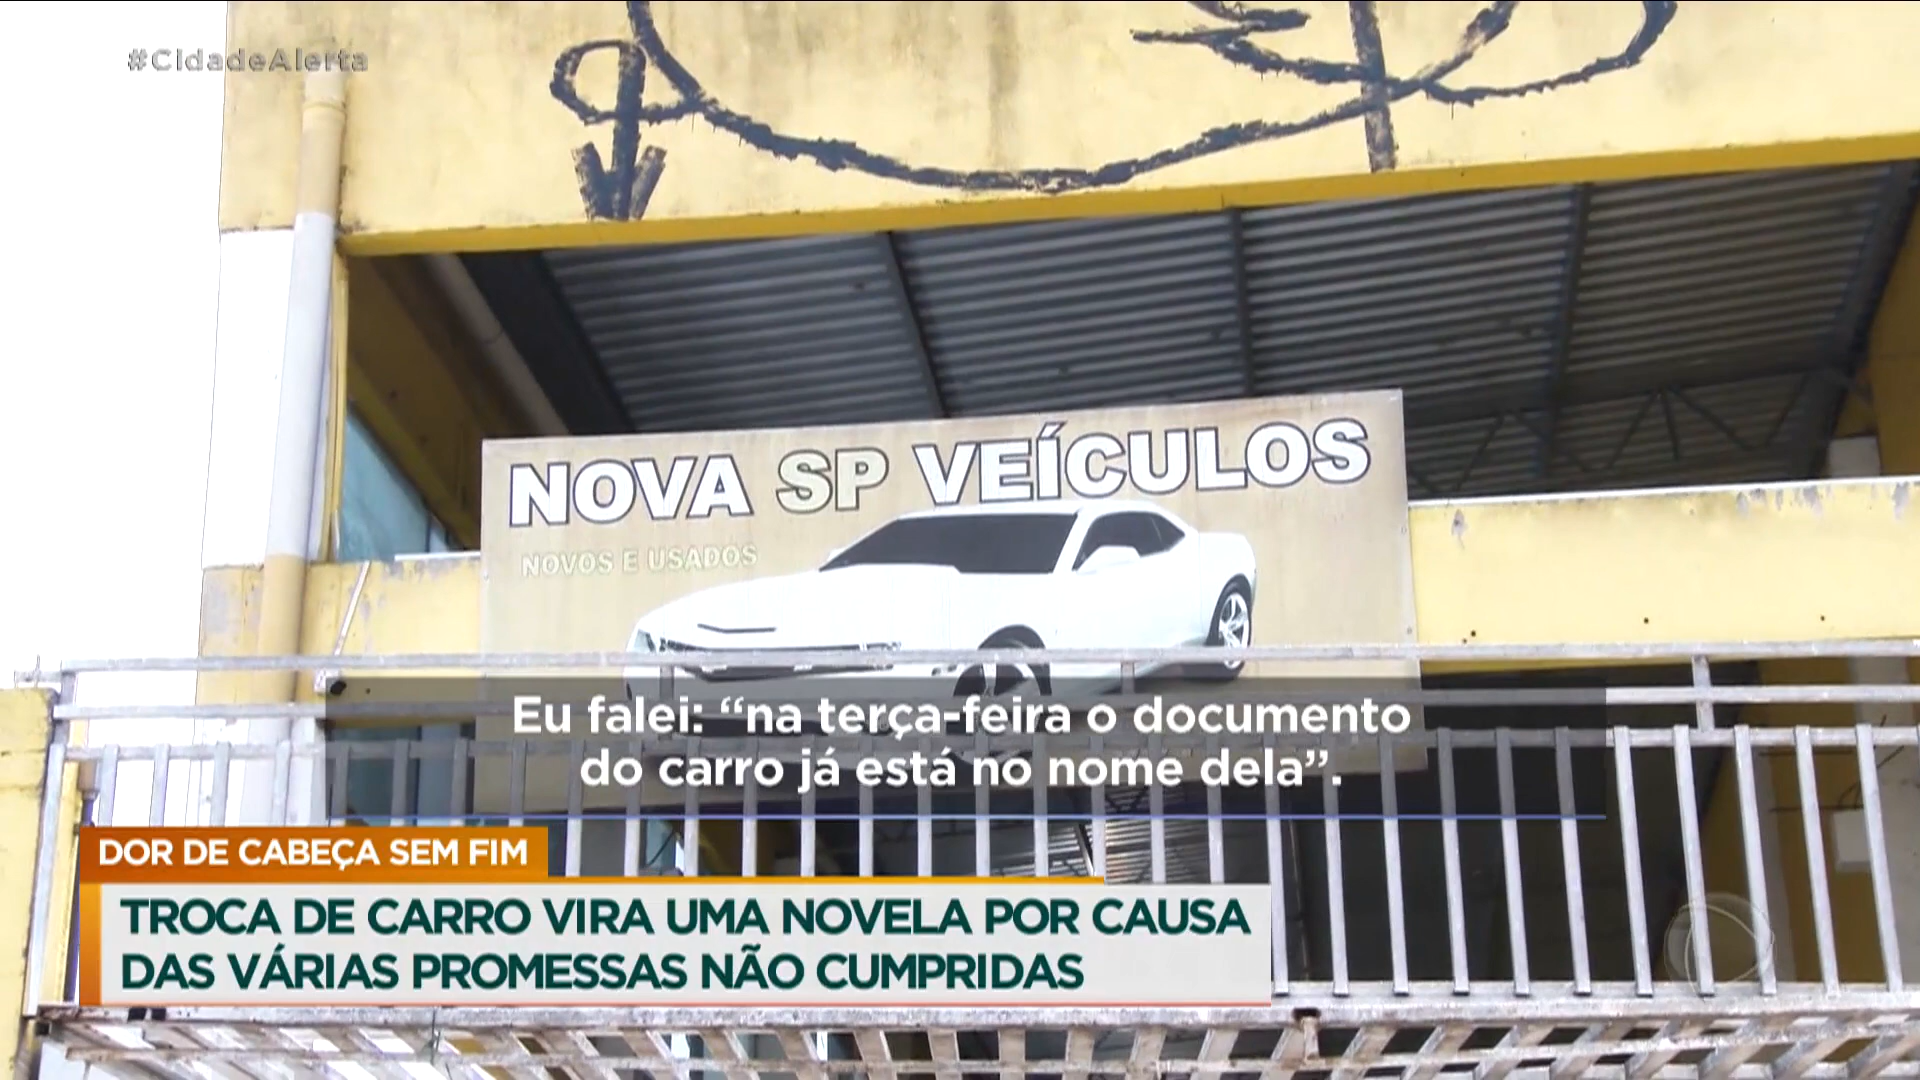 #CidadeAlerta
NOVA SP VEÍCULOS
NOVOS E USADOS
Eu falei: “na terça-feira o documento
do carro já está no nome dela”.
DOR DE CABEÇA SEM FIM
TROCA DE CARRO VIRA UMA NOVELA POR CAUSA
DAS VÁRIAS PROMESSAS NÃO CUMPRIDAS